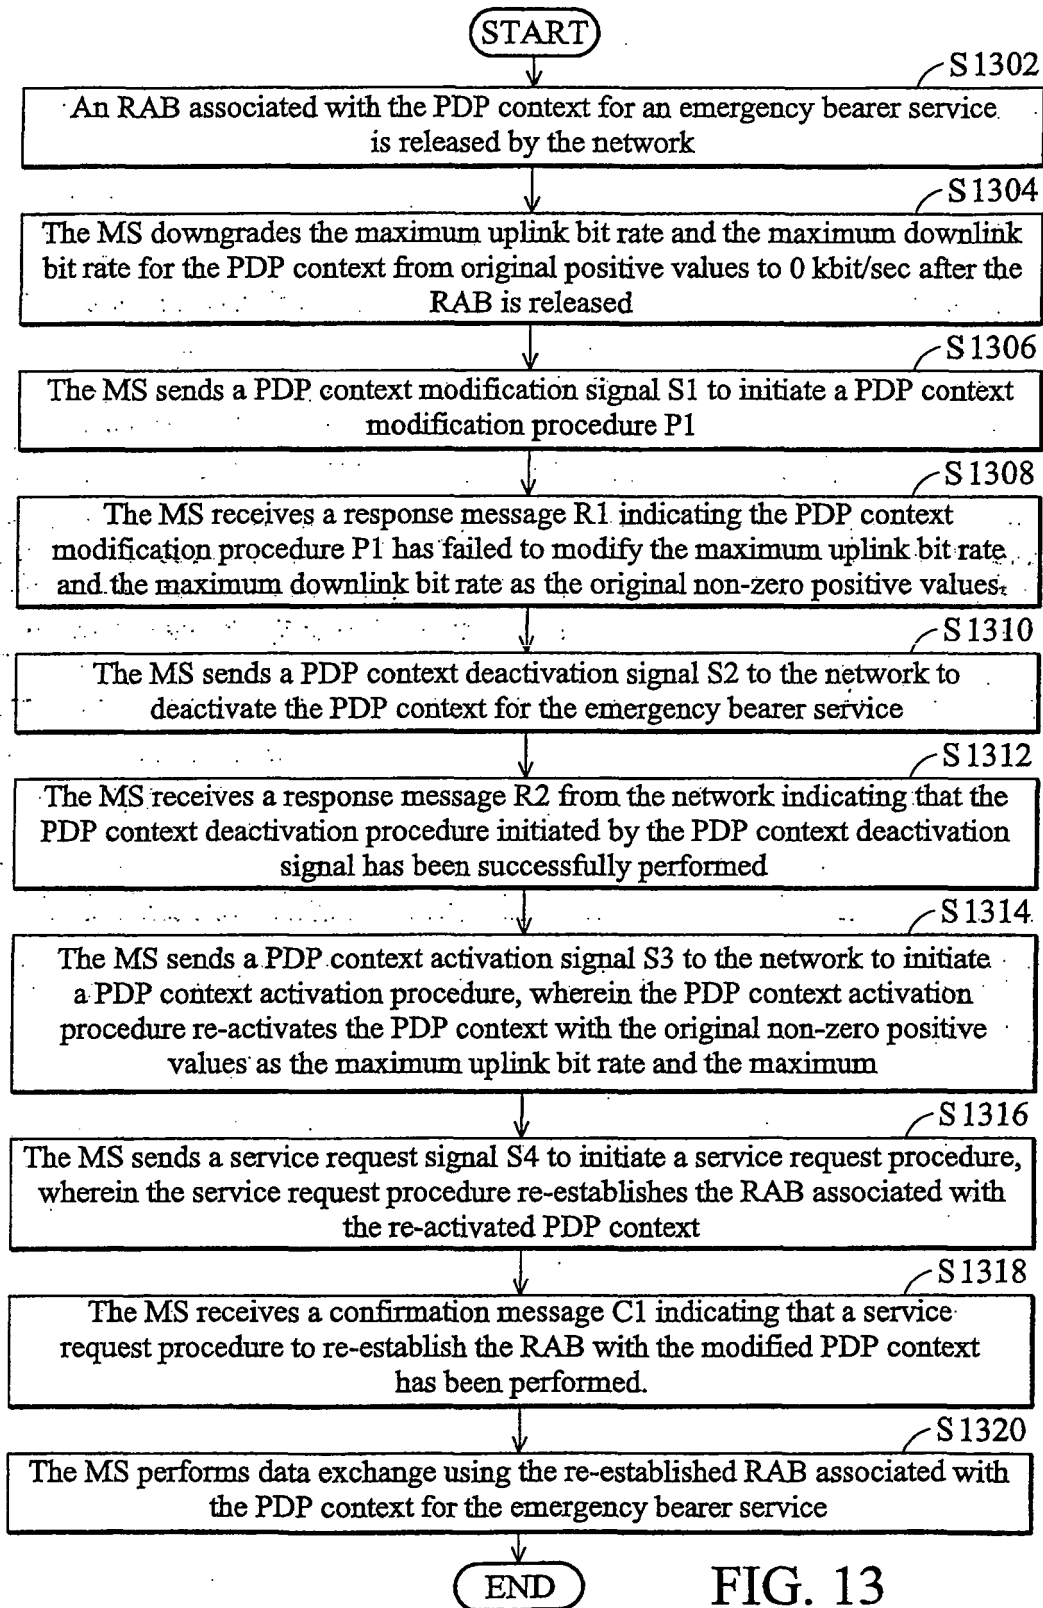 START
S1302
An RAB associated with the PDP context for an emergency bearer service
is released by the network
S1304
The MS downgrades the maximum uplink bit rate and the maximum downlink
bit rate for the PDP context from original positive values to 0 kbit/sec after the
RAB is released
S1306
The MS sends a PDP context modification signal S1 to initiate a PDP context
modification procedure P1
S1308
The MS receives a response message R1 indicating the PDP context
modification procedure P1 has failed to modify the maximum uplink bit rate
and the maximum downlink bit rate as the original non-zero positive values.
S1310
The MS sends a PDP context deactivation signal S2 to the network to
deactivate the PDP context for the emergency bearer service
S1312
The MS receives a response message R2 from the network indicating that the
PDP context deactivation procedure initiated by the PDP context deactivation
signal has been successfully performed
S1314
The MS sends a PDP context activation signal S3 to the network to initiate
a PDP context activation procedure, wherein the PDP context activation
procedure re-activates the PDP context with the original non-zero positive
values as the maximum uplink bit rate and the maximum
S1316
The MS sends a service request signal S4 to initiate a service request procedure,
wherein the service request procedure re-establishes the RAB associated with
the re-activated PDP context
S1318
The MS receives a confirmation message C1 indicating that a service
request procedure to re-establish the RAB with the modified PDP context
has been performed.
S1320
The MS performs data exchange using the re-established RAB associated with
the PDP context for the emergency bearer service
END
FIG. 13